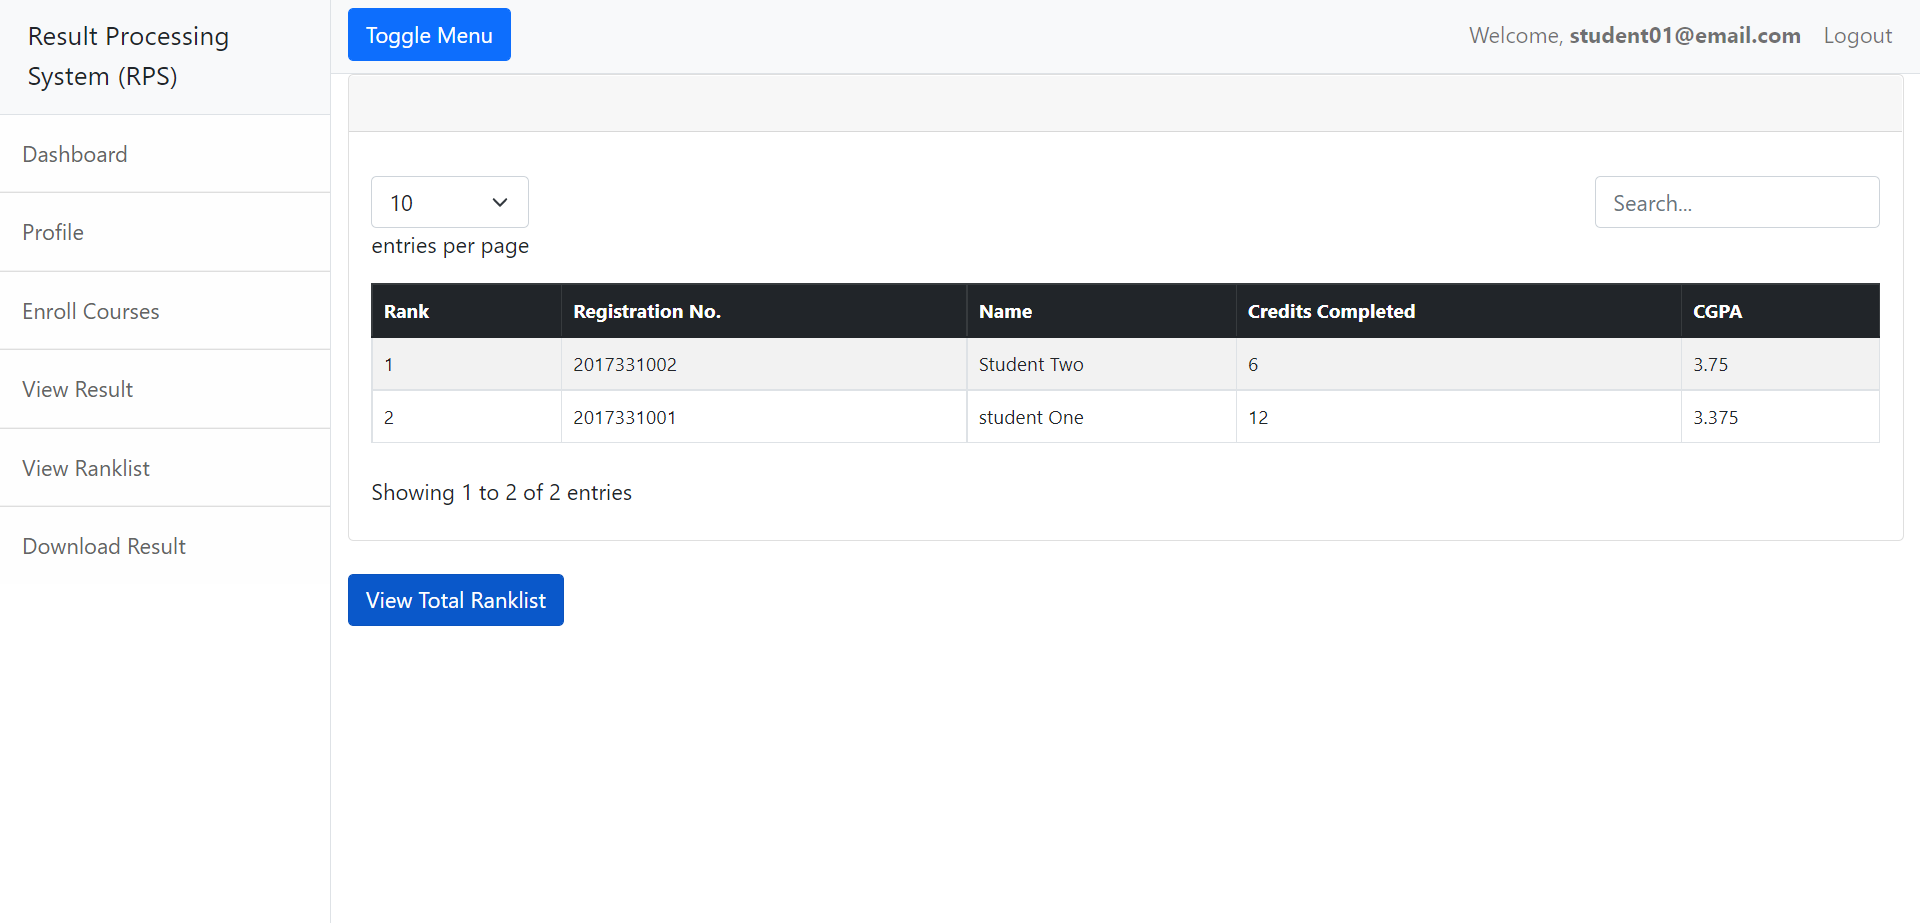 Result Processing
System (RPS)
Toggle Menu
Welcome, student01@email.com Logout
Dashboard
Profile
Enroll Courses
View Result
View Ranklist
Download Result
10
Search...
entries per page
Rank Registration No. Name Credits Completed CGPA
1 2017331002 Student Two 6 3.75
2 2017331001 student One 12 3.375
Showing 1 to 2 of 2 entries
View Total Ranklist